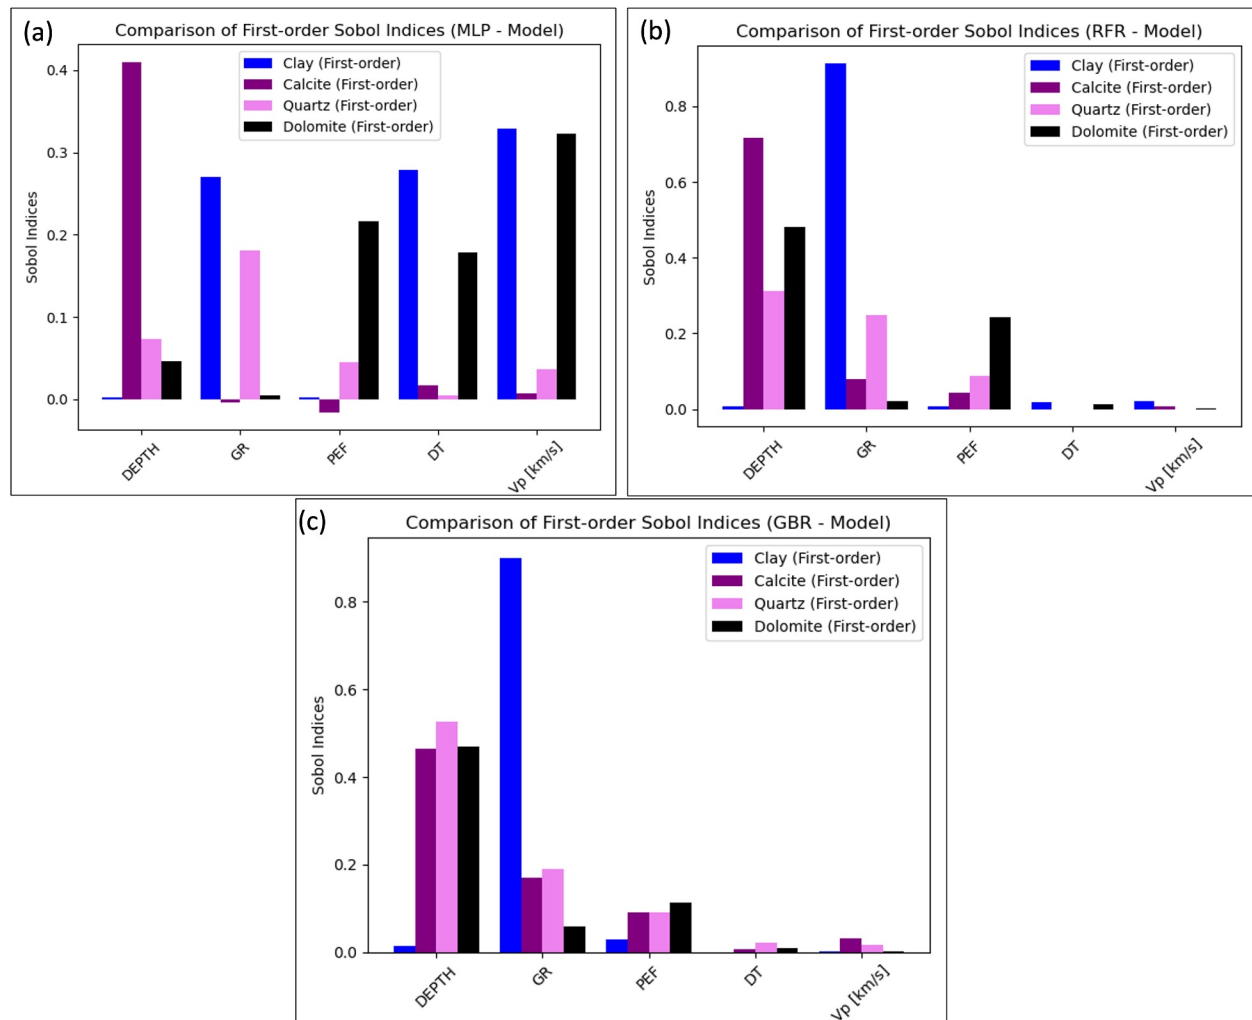 (a)
Comparison of First-order Sobol Indices (MLP - Model)
Clay (First-order)
Calcite (First-order)
Quartz (First-order)
Dolomite (First-order)
Sobol Indices
0.4
0.3
0.2
0.1
0.0
DEPTH
GR
PEF
DT
Vp [km/s]
(b)
Comparison of First-order Sobol Indices (RFR - Model)
Clay (First-order)
Calcite (First-order)
Quartz (First-order)
Dolomite (First-order)
Sobol Indices
0.8
0.6
0.4
0.2
0.0
DEPTH
GR
PEF
DT
Vp [km/s]
(c)
Comparison of First-order Sobol Indices (GBR - Model)
Clay (First-order)
Calcite (First-order)
Quartz (First-order)
Dolomite (First-order)
Sobol Indices
0.8
0.6
0.4
0.2
0.0
DEPTH
GR
PEF
DT
Vp [km/s]